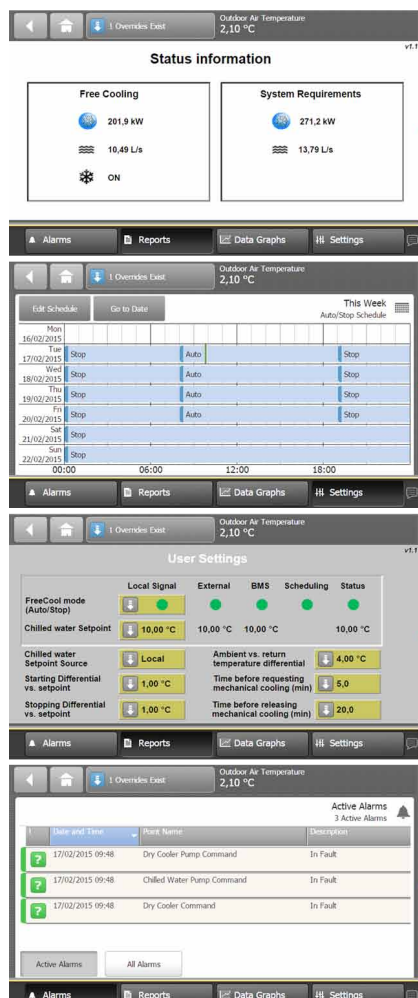 1 Overrides Exist
Outdoor Air Temperature
2,10 °C
v1.1
Status information
Free Cooling
201,9 kW
10,49 L/s
ON
System Requirements
271,2 kW
13,79 L/s
Alarms Reports Data Graphs Settings
1 Overrides Exist
Outdoor Air Temperature
2,10 °C
Edit Schedule Go to Date
This Week
Auto/Stop Schedule
Mon
16/02/2015
Tue
17/02/2015 Stop Auto Stop
Wed
18/02/2015 Stop Auto Stop
Thu
19/02/2015 Stop Auto Stop
Fri
20/02/2015 Stop Auto Stop
Sat
21/02/2015 Stop
Sun
22/02/2015 Stop
00:00 06:00 12:00 18:00
Alarms Reports Data Graphs Settings
1 Overrides Exist
Outdoor Air Temperature
2,10 °C
v1.1
User Settings
Local Signal External BMS Scheduling Status
FreeCool mode
(Auto/Stop)
Chilled water Setpoint 10,00 °C 10,00 °C 10,00 °C 10,00 °C
Chilled water
Setpoint Source Local
Ambient vs. return
temperature differential 4,00 °C
Starting Differential
vs. setpoint 1,00 °C
Time before requesting
mechanical cooling (min) 5,0
Stopping Differential
vs. setpoint 1,00 °C
Time before releasing
mechanical cooling (min) 20,0
Alarms Reports Data Graphs Settings
1 Overrides Exist
Outdoor Air Temperature
2,10 °C
Active Alarms
3 Active Alarms
! Date and Time Point Name Description
? 17/02/2015 09:48 Dry Cooler Pump Command In Fault
? 17/02/2015 09:48 Chilled Water Pump Command In Fault
? 17/02/2015 09:48 Dry Cooler Command In Fault
Active Alarms All Alarms
Alarms Reports Data Graphs Settings